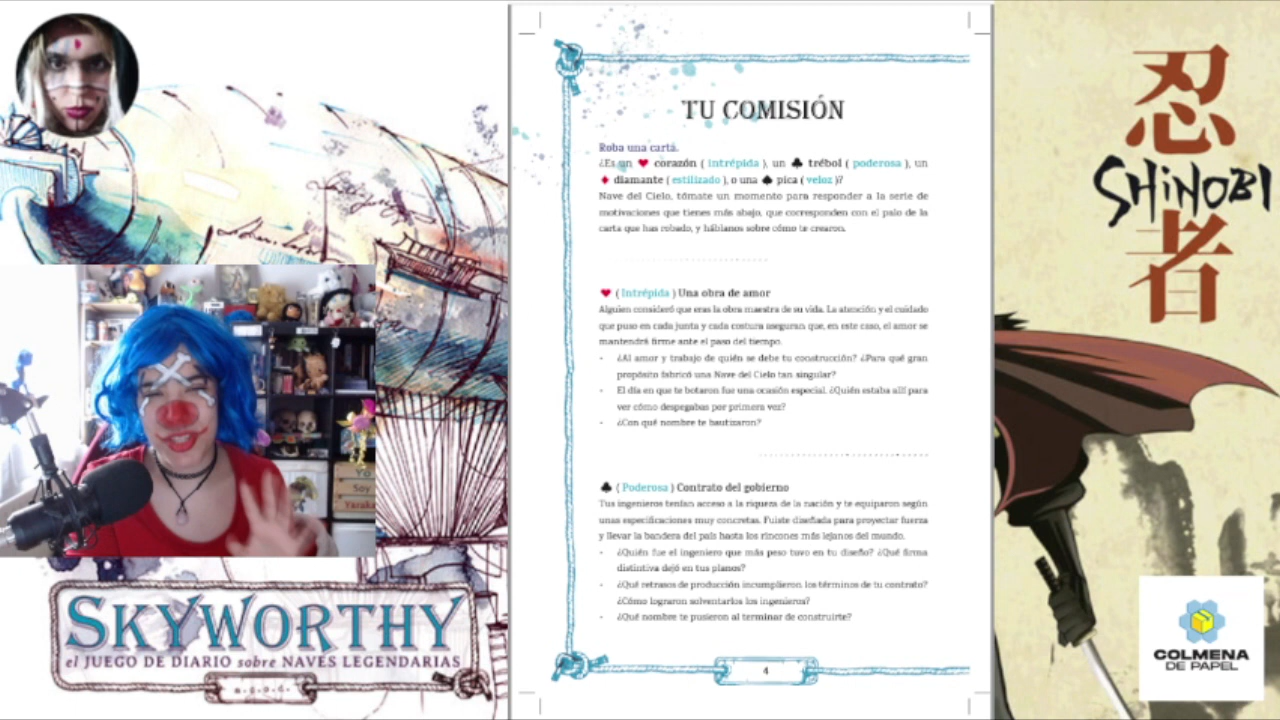 TU COMISIÓN
Roba una carta.
¿Es un ♥ corazón ( intrépida ), un ♣ trébol ( poderosa ), un
♦ diamante ( estilizado ), o una ♠ pica ( veloz )?
Nave del Cielo, tómate un momento para responder a la serie de
motivaciones que tienes más abajo, que corresponden con el palo de la
carta que has robado, y háblanos sobre cómo te crearon.
♥ ( Intrépida ) Una obra de amor
Alguien consideró que eras la obra maestra de su vida. La atención y el cuidado
que puso en cada junta y cada costura aseguran que, en este caso, el amor se
mantendrá firme ante el paso del tiempo.
- ¿Al amor y trabajo de quién se debe tu construcción? ¿Para qué gran
propósito fabricó una Nave del Cielo tan singular?
- El día en que te botaron fue una ocasión especial. ¿Quién estaba allí para
ver cómo despegabas por primera vez?
- ¿Con qué nombre te bautizaron?
♣ ( Poderosa ) Contrato del gobierno
Tus ingenieros tenían acceso a la riqueza de la nación y te equiparon según
unas especificaciones muy concretas. Fuiste diseñada para proyectar fuerza
y llevar la bandera del país hasta los rincones más lejanos del mundo.
- ¿Quién fue el ingeniero que más peso tuvo en tu diseño? ¿Qué firma
distintiva dejó en tus planos?
- ¿Qué retrasos de producción incumplieron los términos de tu contrato?
¿Cómo lograron solventarlos los ingenieros?
- ¿Qué nombre te pusieron al terminar de construirte?
4
SKYWORTHY
el JUEGO DE DIARIO sobre NAVES LEGENDARIAS
Soy
忍
SHiNOBI
者
COLMENA
DE PAPEL